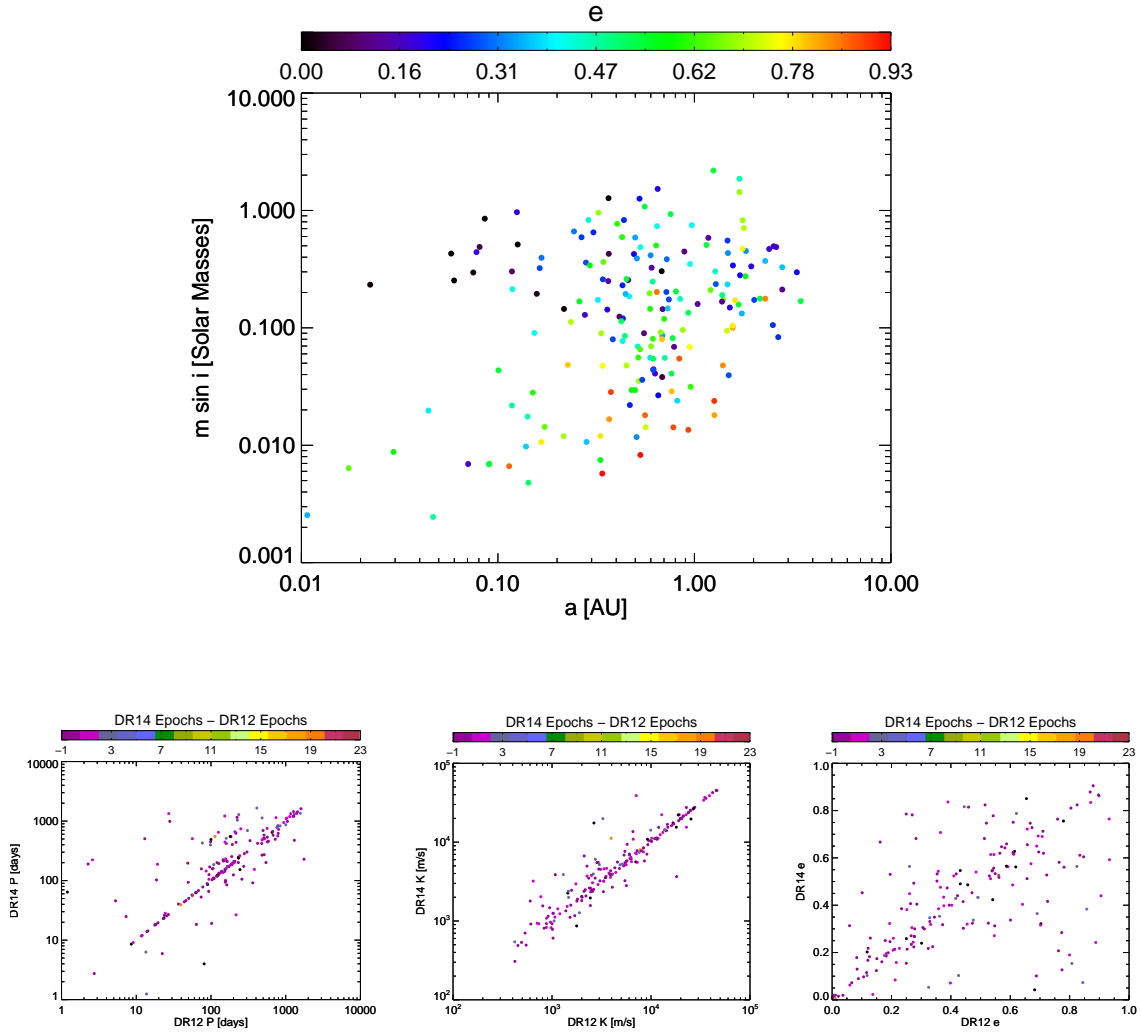 e
0.00 0.16 0.31 0.47 0.62 0.78 0.93
10.000
1.000
0.100
0.010
0.001
m sin i [Solar Masses]
0.01 0.10 1.00 10.00
a [AU]
DR14 Epochs − DR12 Epochs
−1 3 7 11 15 19 23
10000
1000
100
10
1
DR14 P [days]
1 10 100 1000 10000
DR12 P [days]
DR14 Epochs − DR12 Epochs
−1 3 7 11 15 19 23
10^5
10^4
10^3
10^2
DR14 K [m/s]
10^2 10^3 10^4 10^5
DR12 K [m/s]
DR14 Epochs − DR12 Epochs
−1 3 7 11 15 19 23
1.0
0.8
0.6
0.4
0.2
0.0
DR14 e
0.0 0.2 0.4 0.6 0.8 1.0
DR12 e